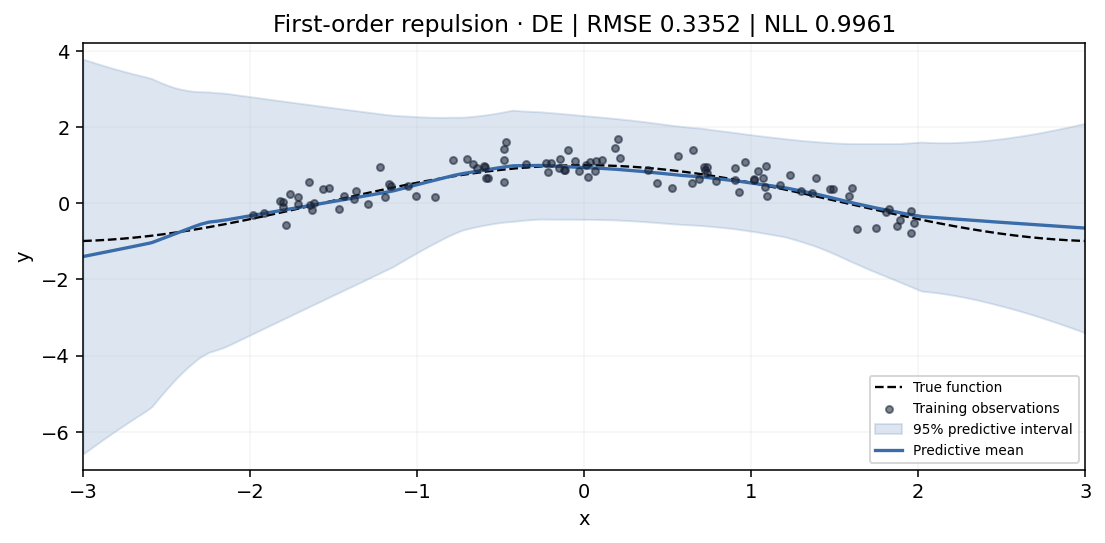 First-order repulsion · DE | RMSE 0.3352 | NLL 0.9961
4
2
0
−2
−4
−6
y
−3
−2
−1
0
1
2
3
x
True function
Training observations
95% predictive interval
Predictive mean